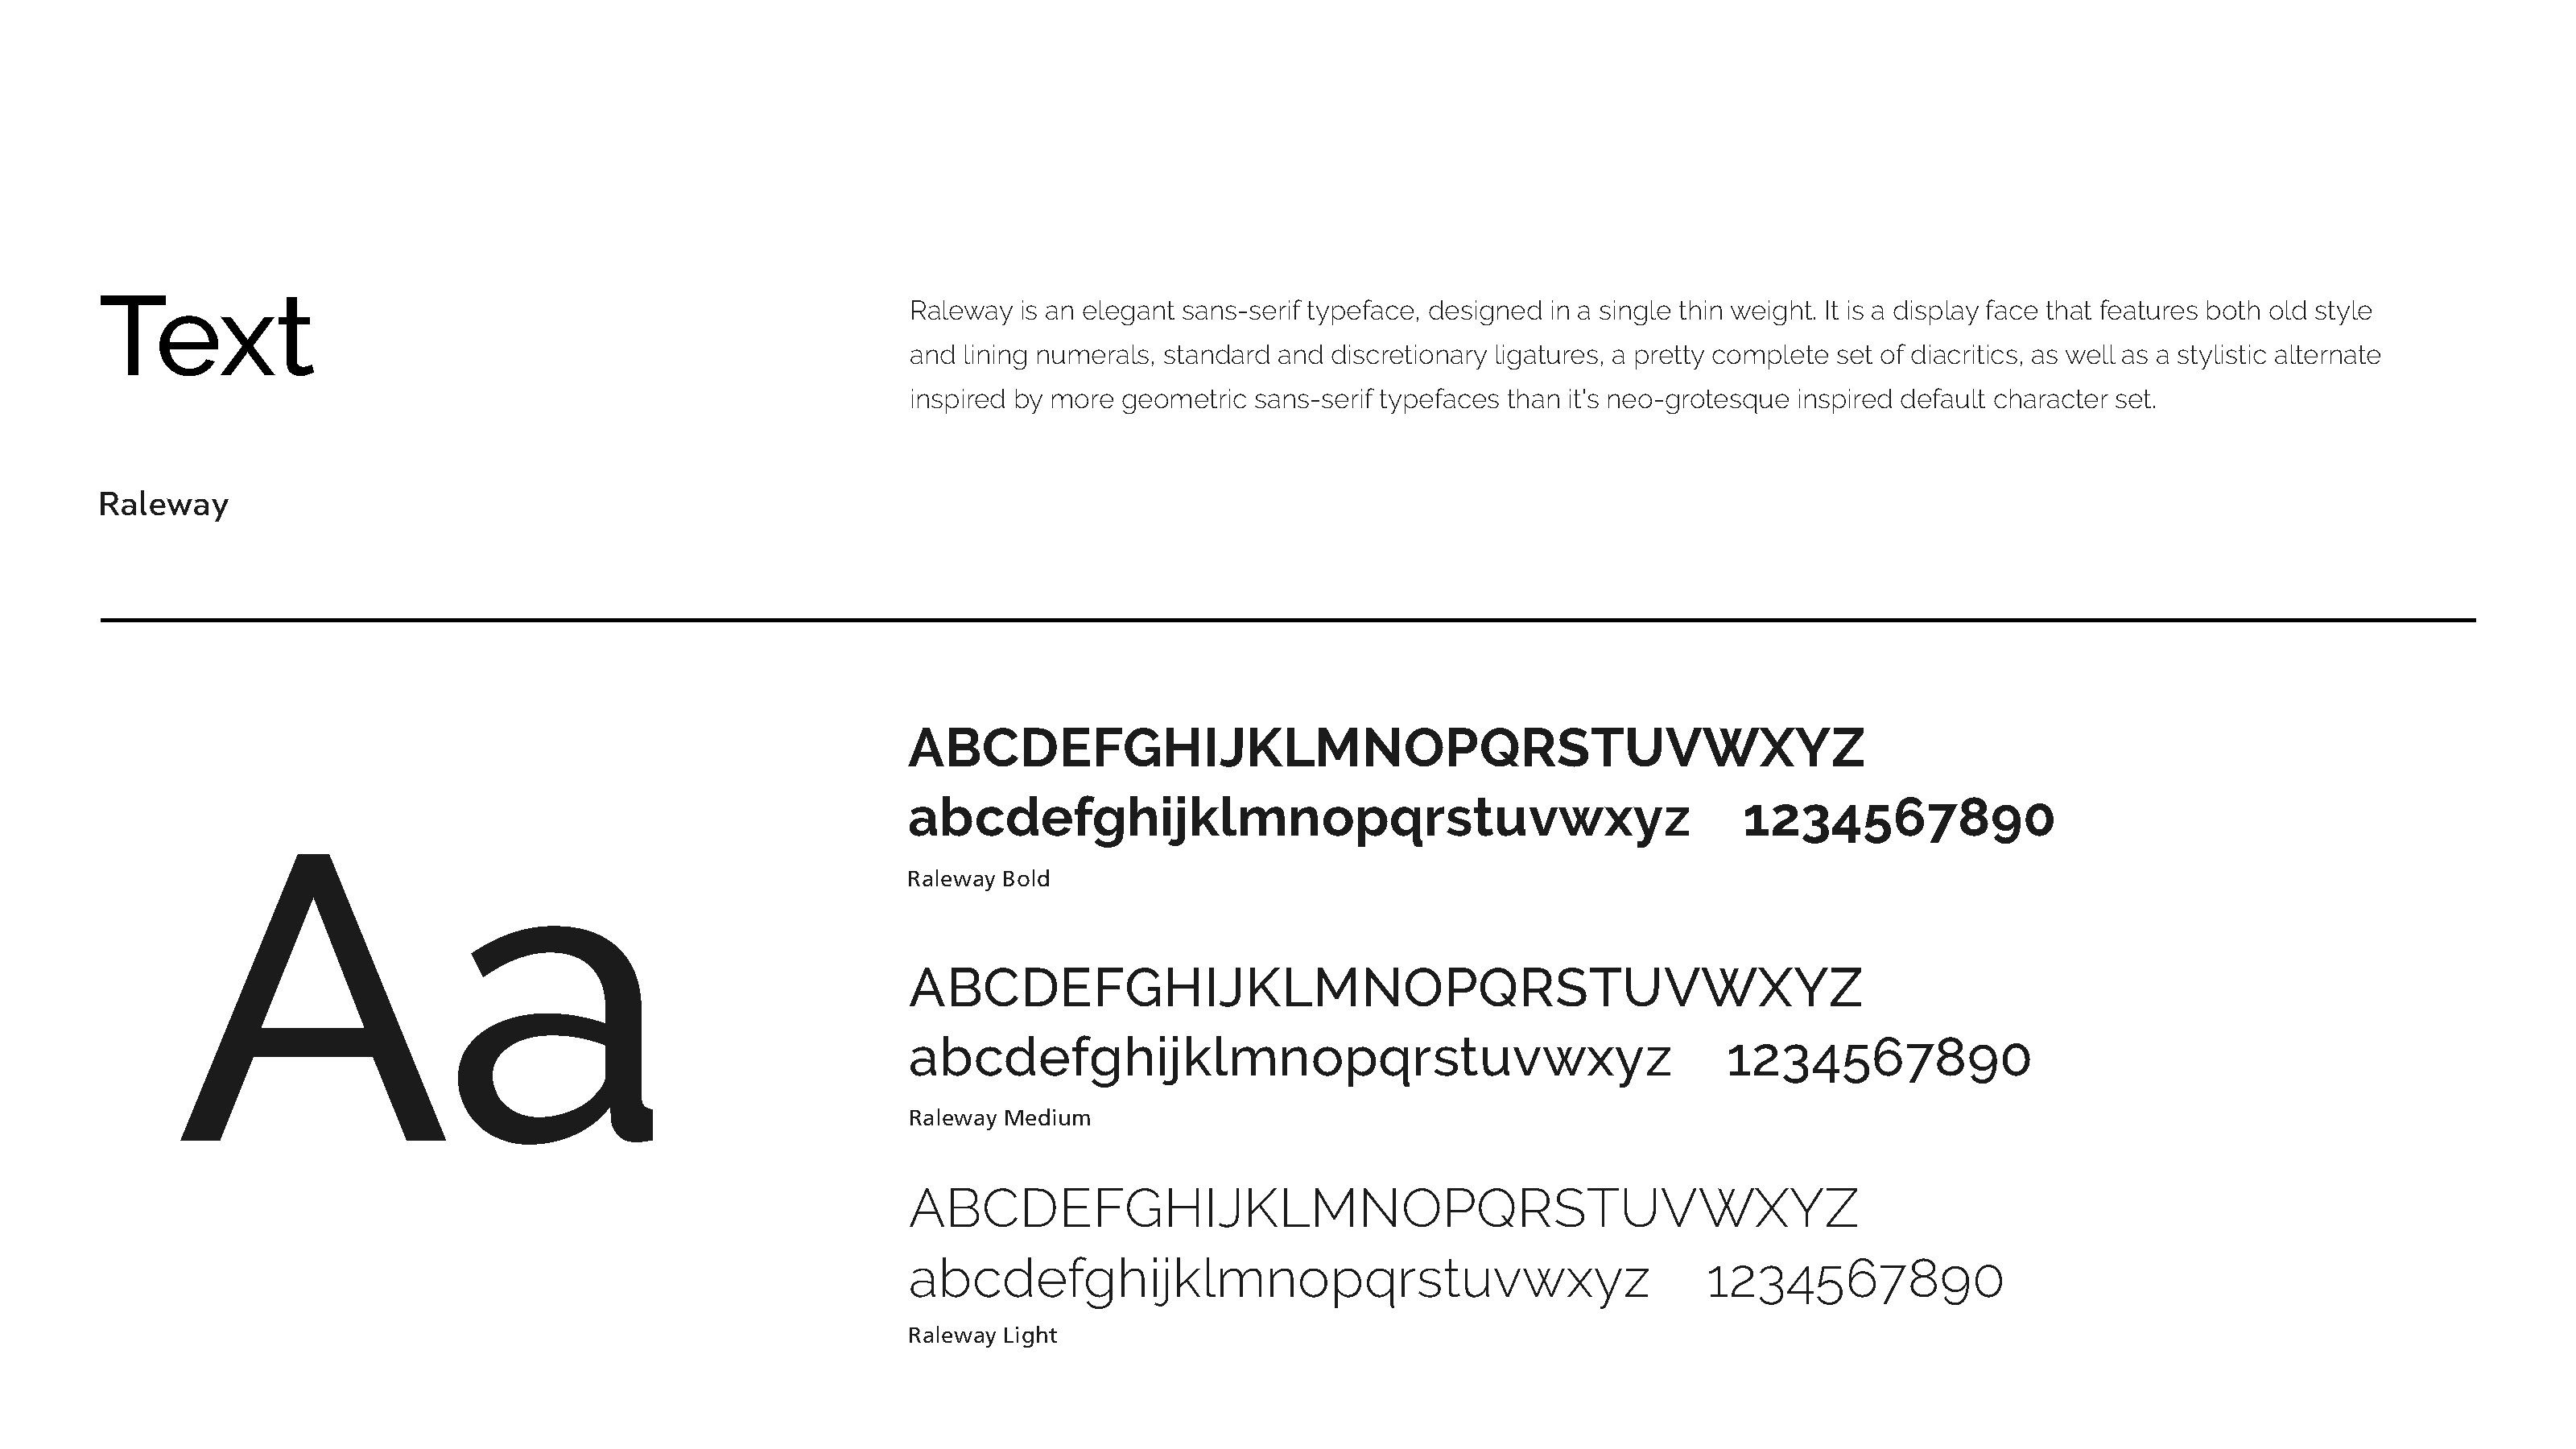 Text
Raleway is an elegant sans-serif typeface, designed in a single thin weight. It is a display face that features both old style
and lining numerals, standard and discretionary ligatures, a pretty complete set of diacritics, as well as a stylistic alternate
inspired by more geometric sans-serif typefaces than it's neo-grotesque inspired default character set.
Raleway
Aa
ABCDEFGHIJKLMNOPQRSTUVWXYZ
abcdefghijklmnopqrstuvwxyz 1234567890
Raleway Bold
ABCDEFGHIJKLMNOPQRSTUVWXYZ
abcdefghijklmnopqrstuvwxyz 1234567890
Raleway Medium
ABCDEFGHIJKLMNOPQRSTUVWXYZ
abcdefghijklmnopqrstuvwxyz 1234567890
Raleway Light